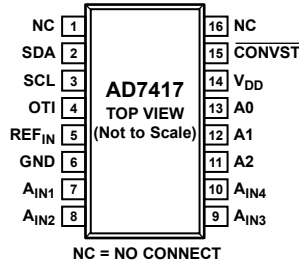 NC 1 16 NC
SDA 2 15 CONVST
SCL 3 AD7417 14 VDD
OTI 4 TOP VIEW 13 A0
REFIN 5 (Not to Scale) 12 A1
GND 6 11 A2
AIN1 7 10 AIN4
AIN2 8 9 AIN3
NC = NO CONNECT